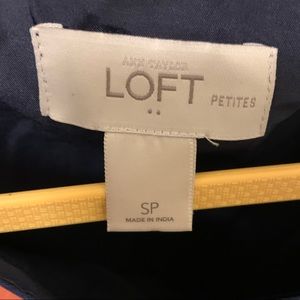 ANN TAYLOR
LOFT
PETITES
SP
MADE IN INDIA